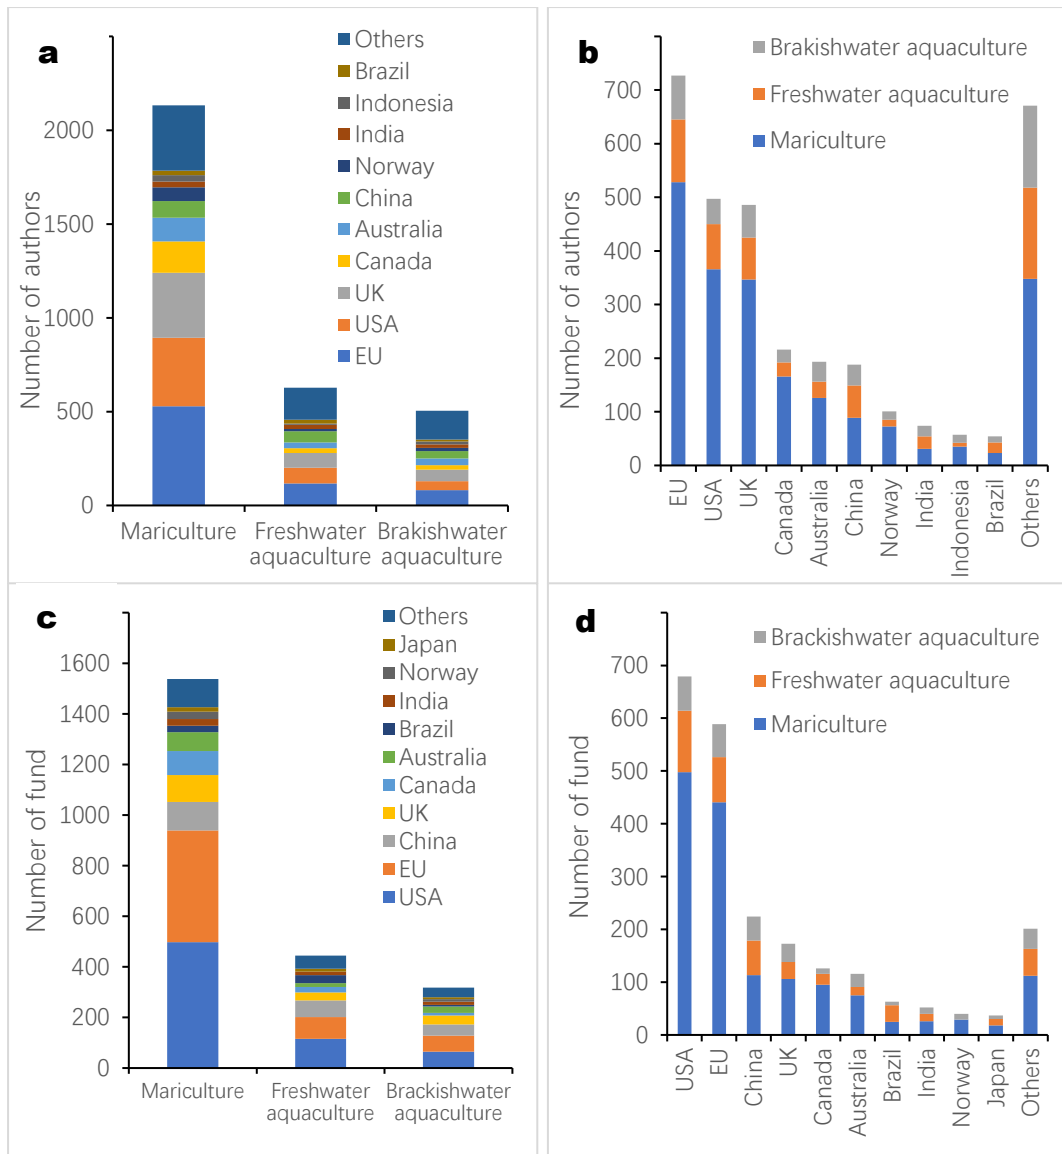 a
Number of authors
2000
1500
1000
500
0
Others
Brazil
Indonesia
India
Norway
China
Australia
Canada
UK
USA
EU
Mariculture
Freshwater
aquaculture
Brakishwater
aquaculture
b
Number of authors
700
600
500
400
300
200
100
0
Brakishwater aquaculture
Freshwater aquaculture
Mariculture
EU
USA
UK
Canada
Australia
China
Norway
India
Indonesia
Brazil
Others
c
Number of fund
1600
1400
1200
1000
800
600
400
200
0
Others
Japan
Norway
India
Brazil
Australia
Canada
UK
China
EU
USA
Mariculture
Freshwater
aquaculture
Brackishwater
aquaculture
d
Number of fund
700
600
500
400
300
200
100
0
Brackishwater aquaculture
Freshwater aquaculture
Mariculture
USA
EU
China
UK
Canada
Australia
Brazil
India
Norway
Japan
Others